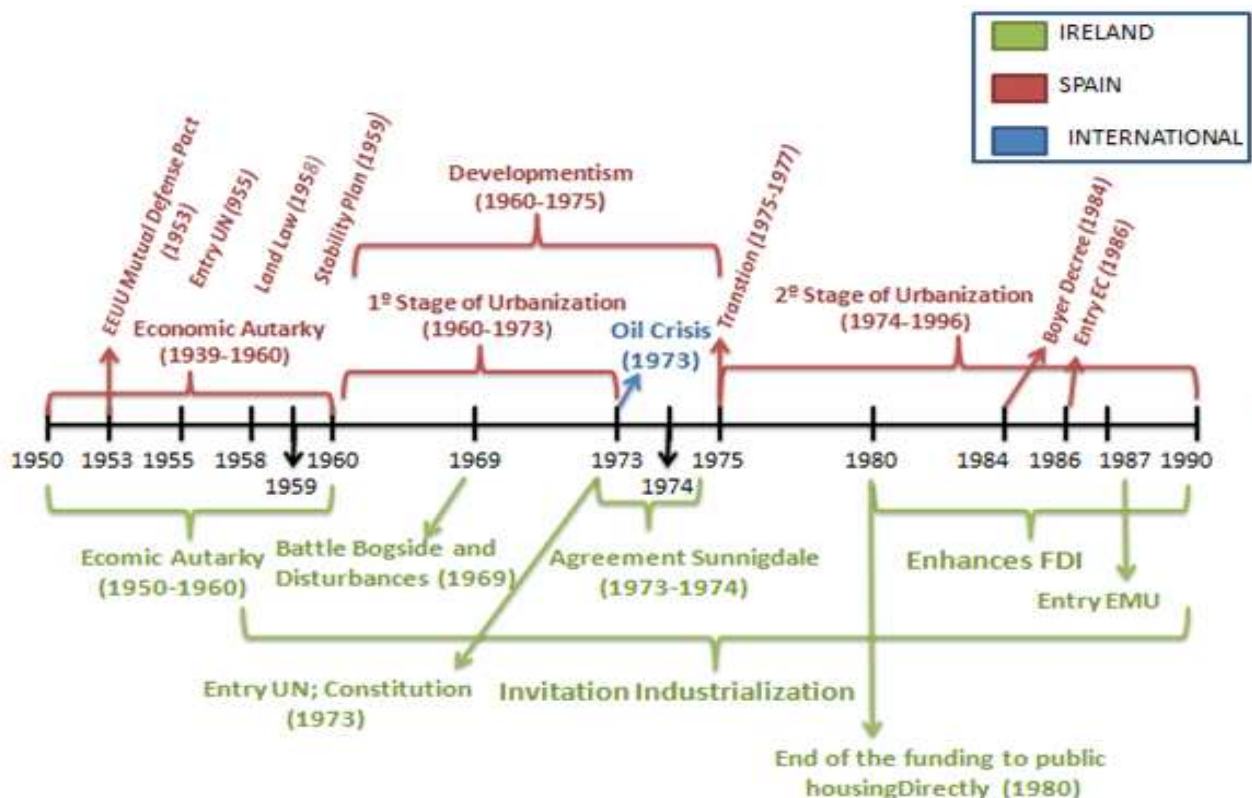 IRELAND
SPAIN
INTERNATIONAL
EEUU Mutual Defense Pact
(1953)
Entry UN (955)
Land Law (1958)
Stability Plan (1959)
Developmentism
(1960-1975)
Transtion (1975-1977)
Boyer Decree (1984)
Entry EC (1986)
Economic Autarky
(1939-1960)
1º Stage of Urbanization
(1960-1973)
Oil Crisis
(1973)
2º Stage of Urbanization
(1974-1996)
1950 1953 1955 1958 1960 1969 1973 1975 1980 1984 1986 1987 1990
1959 1974
Ecomic Autarky
(1950-1960)
Battle Bogside and
Disturbances (1969)
Agreement Sunnigdale
(1973-1974)
Enhances FDI
Entry EMU
Entry UN; Constitution
(1973)
Invitation Industrialization
End of the funding to public
housingDirectly (1980)